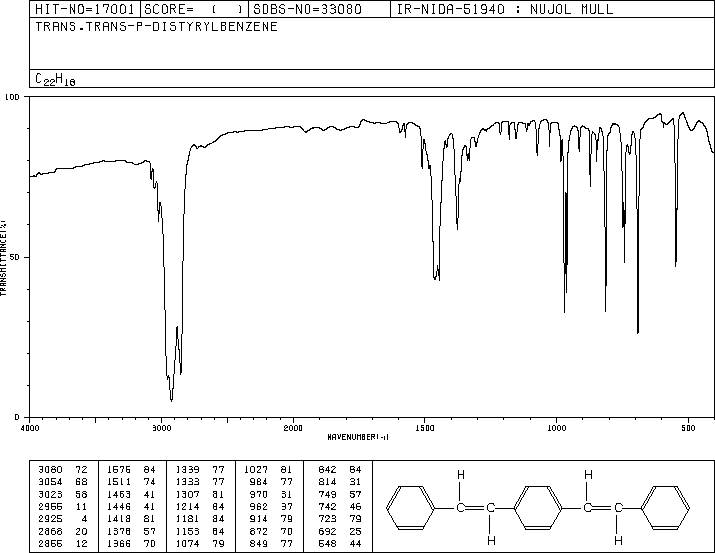 HIT-NO=17001 SCORE= ( ) SDBS-NO=33080 IR-NIDA-51940 : NUJOL MULL
TRANS,TRANS-P-DISTYRYLBENZENE
C22H18
100
TRANSMITTANCE(%)
50
0
4000 3000 2000 1500 1000 500
WAVENUMBER(-1)
3080 72 1576 84 1339 77 1027 81 842 84
3054 68 1511 74 1333 77 984 77 814 31
3023 58 1463 41 1307 81 970 31 749 57
2955 11 1446 41 1214 84 962 37 742 46
2925 4 1418 81 1181 84 914 79 723 79
2868 20 1378 57 1153 84 872 70 692 25
2855 12 1366 70 1074 79 849 77 548 44
H H
H H